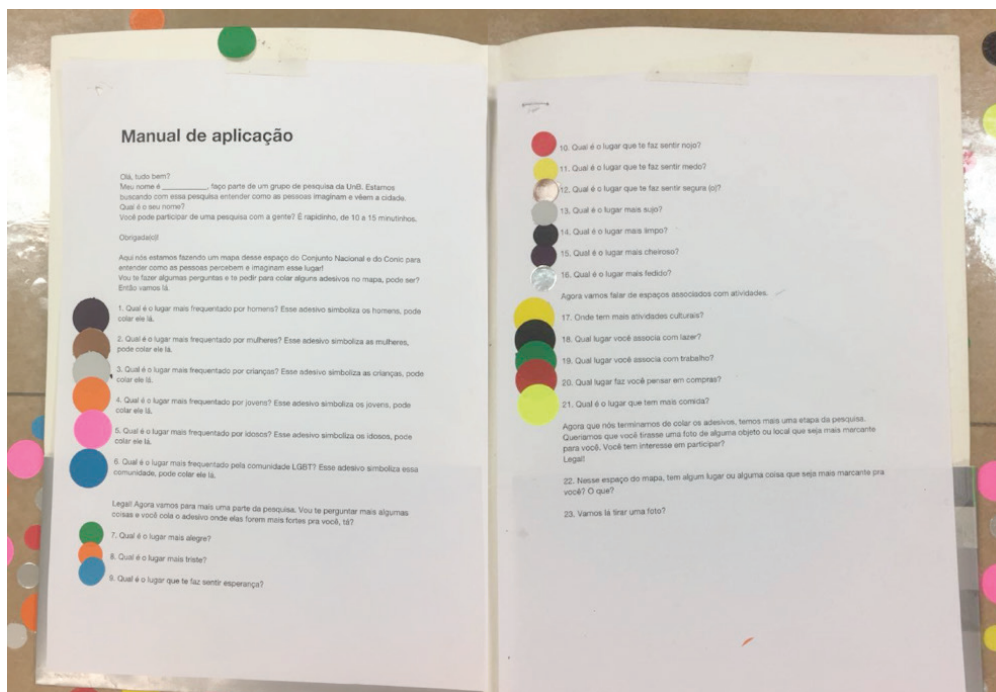 Manual de aplicação
Olá, tudo bem?
Meu nome é ____________, faço parte de um grupo de pesquisa da UnB. Estamos
buscando com essa pesquisa entender como as pessoas imaginam e vêem a cidade.
Qual é o seu nome?
Você pode participar de uma pesquisa com a gente? É rapidinho, de 10 a 15 minutinhos.
Obrigada(o)!
Aqui nós estamos fazendo um mapa desse espaço do Conjunto Nacional e do Conic para
entender como as pessoas percebem e imaginam esse lugar!
Vou te fazer algumas perguntas e te pedir para colar alguns adesivos no mapa, pode ser?
Então vamos lá.
1. Qual é o lugar mais frequentado por homens? Esse adesivo simboliza os homens, pode
colar ele lá.
2. Qual é o lugar mais frequentado por mulheres? Esse adesivo simboliza as mulheres,
pode colar ele lá.
3. Qual é o lugar mais frequentado por crianças? Esse adesivo simboliza as crianças, pode
colar ele lá.
4. Qual é o lugar mais frequentado por jovens? Esse adesivo simboliza os jovens, pode
colar ele lá.
5. Qual é o lugar mais frequentado por idosos? Esse adesivo simboliza os idosos, pode
colar ele lá.
6. Qual é o lugar mais frequentado pela comunidade LGBT? Esse adesivo simboliza essa
comunidade, pode colar ele lá.
Legal! Agora vamos para mais uma parte da pesquisa. Vou te perguntar mais algumas
coisas e você cola o adesivo onde elas forem mais fortes pra você, tá?
7. Qual é o lugar mais alegre?
8. Qual é o lugar mais triste?
9. Qual é o lugar que te faz sentir esperança?
10. Qual é o lugar que te faz sentir nojo?
11. Qual é o lugar que te faz sentir medo?
12. Qual é o lugar que te faz sentir segura (o)?
13. Qual é o lugar mais sujo?
14. Qual é o lugar mais limpo?
15. Qual é o lugar mais cheiroso?
16. Qual é o lugar mais fedido?
Agora vamos falar de espaços associados com atividades.
17. Onde tem mais atividades culturais?
18. Qual lugar você associa com lazer?
19. Qual lugar você associa com trabalho?
20. Qual lugar faz você pensar em compras?
21. Qual é o lugar que tem mais comida?
Agora que nós terminamos de colar os adesivos, temos mais uma etapa da pesquisa.
Queríamos que você tirasse uma foto de algum objeto ou local que seja mais marcante
para você. Você tem interesse em participar?
Legal!
22. Nesse espaço do mapa, tem algum lugar ou alguma coisa que seja mais marcante pra
você? O que?
23. Vamos lá tirar uma foto?